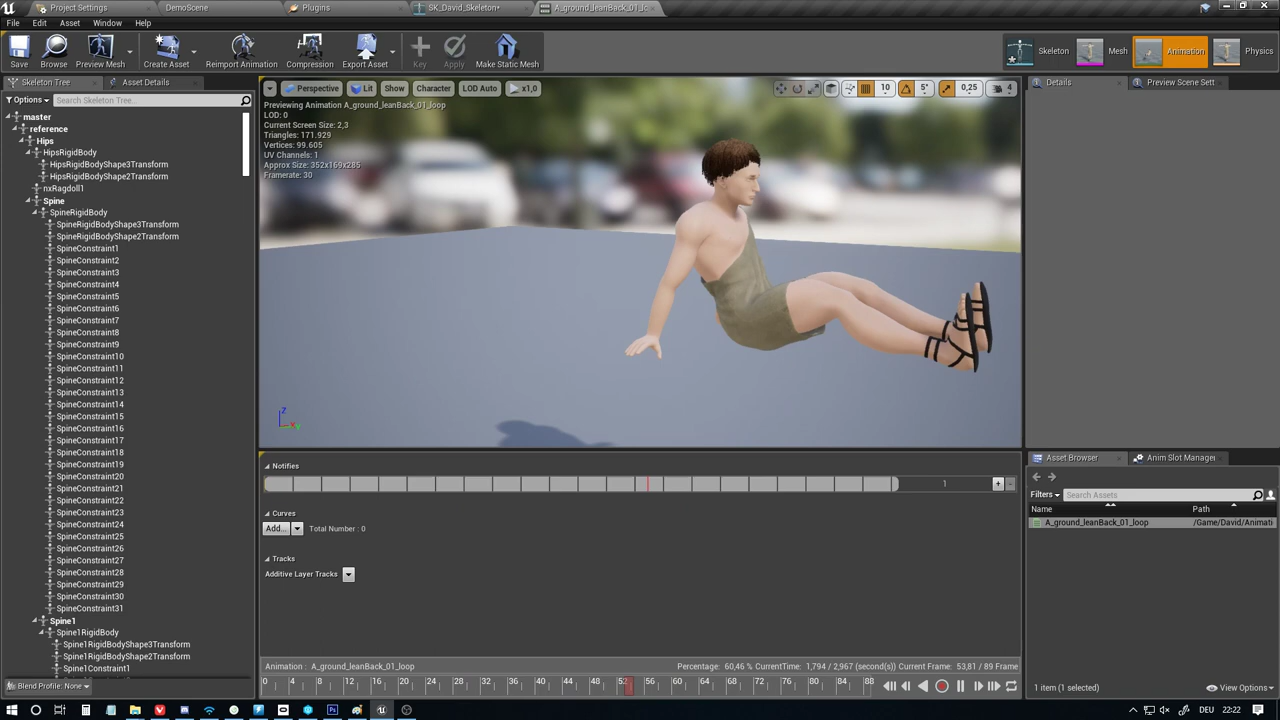 Project Settings
DemoScene
Plugins
SK_David_Skeleton*
A_ground_leanBack_01_lc
File Edit Asset Window Help
Save
Browse
Preview Mesh
Create Asset
Reimport Animation
Compression
Export Asset
Key
Apply
Make Static Mesh
Skeleton
Mesh
Animation
Physics
Skeleton Tree
Asset Details
Options
Search Skeleton Tree...
master
reference
Hips
HipsRigidBody
HipsRigidBodyShape3Transform
HipsRigidBodyShape2Transform
nxRagdoll1
Spine
SpineRigidBody
SpineRigidBodyShape3Transform
SpineRigidBodyShape2Transform
SpineConstraint1
SpineConstraint2
SpineConstraint3
SpineConstraint4
SpineConstraint5
SpineConstraint6
SpineConstraint7
SpineConstraint8
SpineConstraint9
SpineConstraint10
SpineConstraint11
SpineConstraint12
SpineConstraint13
SpineConstraint14
SpineConstraint15
SpineConstraint16
SpineConstraint17
SpineConstraint18
SpineConstraint19
SpineConstraint20
SpineConstraint21
SpineConstraint22
SpineConstraint23
SpineConstraint24
SpineConstraint25
SpineConstraint26
SpineConstraint27
SpineConstraint28
SpineConstraint29
SpineConstraint30
SpineConstraint31
Spine1
Spine1RigidBody
Spine1RigidBodyShape3Transform
Spine1RigidBodyShape2Transform
Spine1Constraint1
Blend Profile: None
Perspective Lit Show Character LOD Auto x1,0
10 5° 0,25 4
Previewing Animation A_ground_leanBack_01_loop
LOD: 0
Current Screen Size: 2,3
Triangles: 171.929
Vertices: 99.605
UV Channels: 1
Approx Size: 352x169x285
Framerate: 30
Z
Notifies
1 + -
Curves
Add... Total Number : 0
Tracks
Additive Layer Tracks
Animation : A_ground_leanBack_01_loop
Percentage: 60,46 % CurrentTime: 1,794 / 2,967 (second(s)) Current Frame: 53,81 / 89 Frame
0 4 8 12 16 20 24 28 32 36 40 44 48 52 56 60 64 68 72 76 80 84 88
Details
Preview Scene Sett
Asset Browser
Anim Slot Manager
Filters
Search Assets
Name Path
A_ground_leanBack_01_loop /Game/David/Animati
1 item (1 selected)
View Options
DEU 22:22